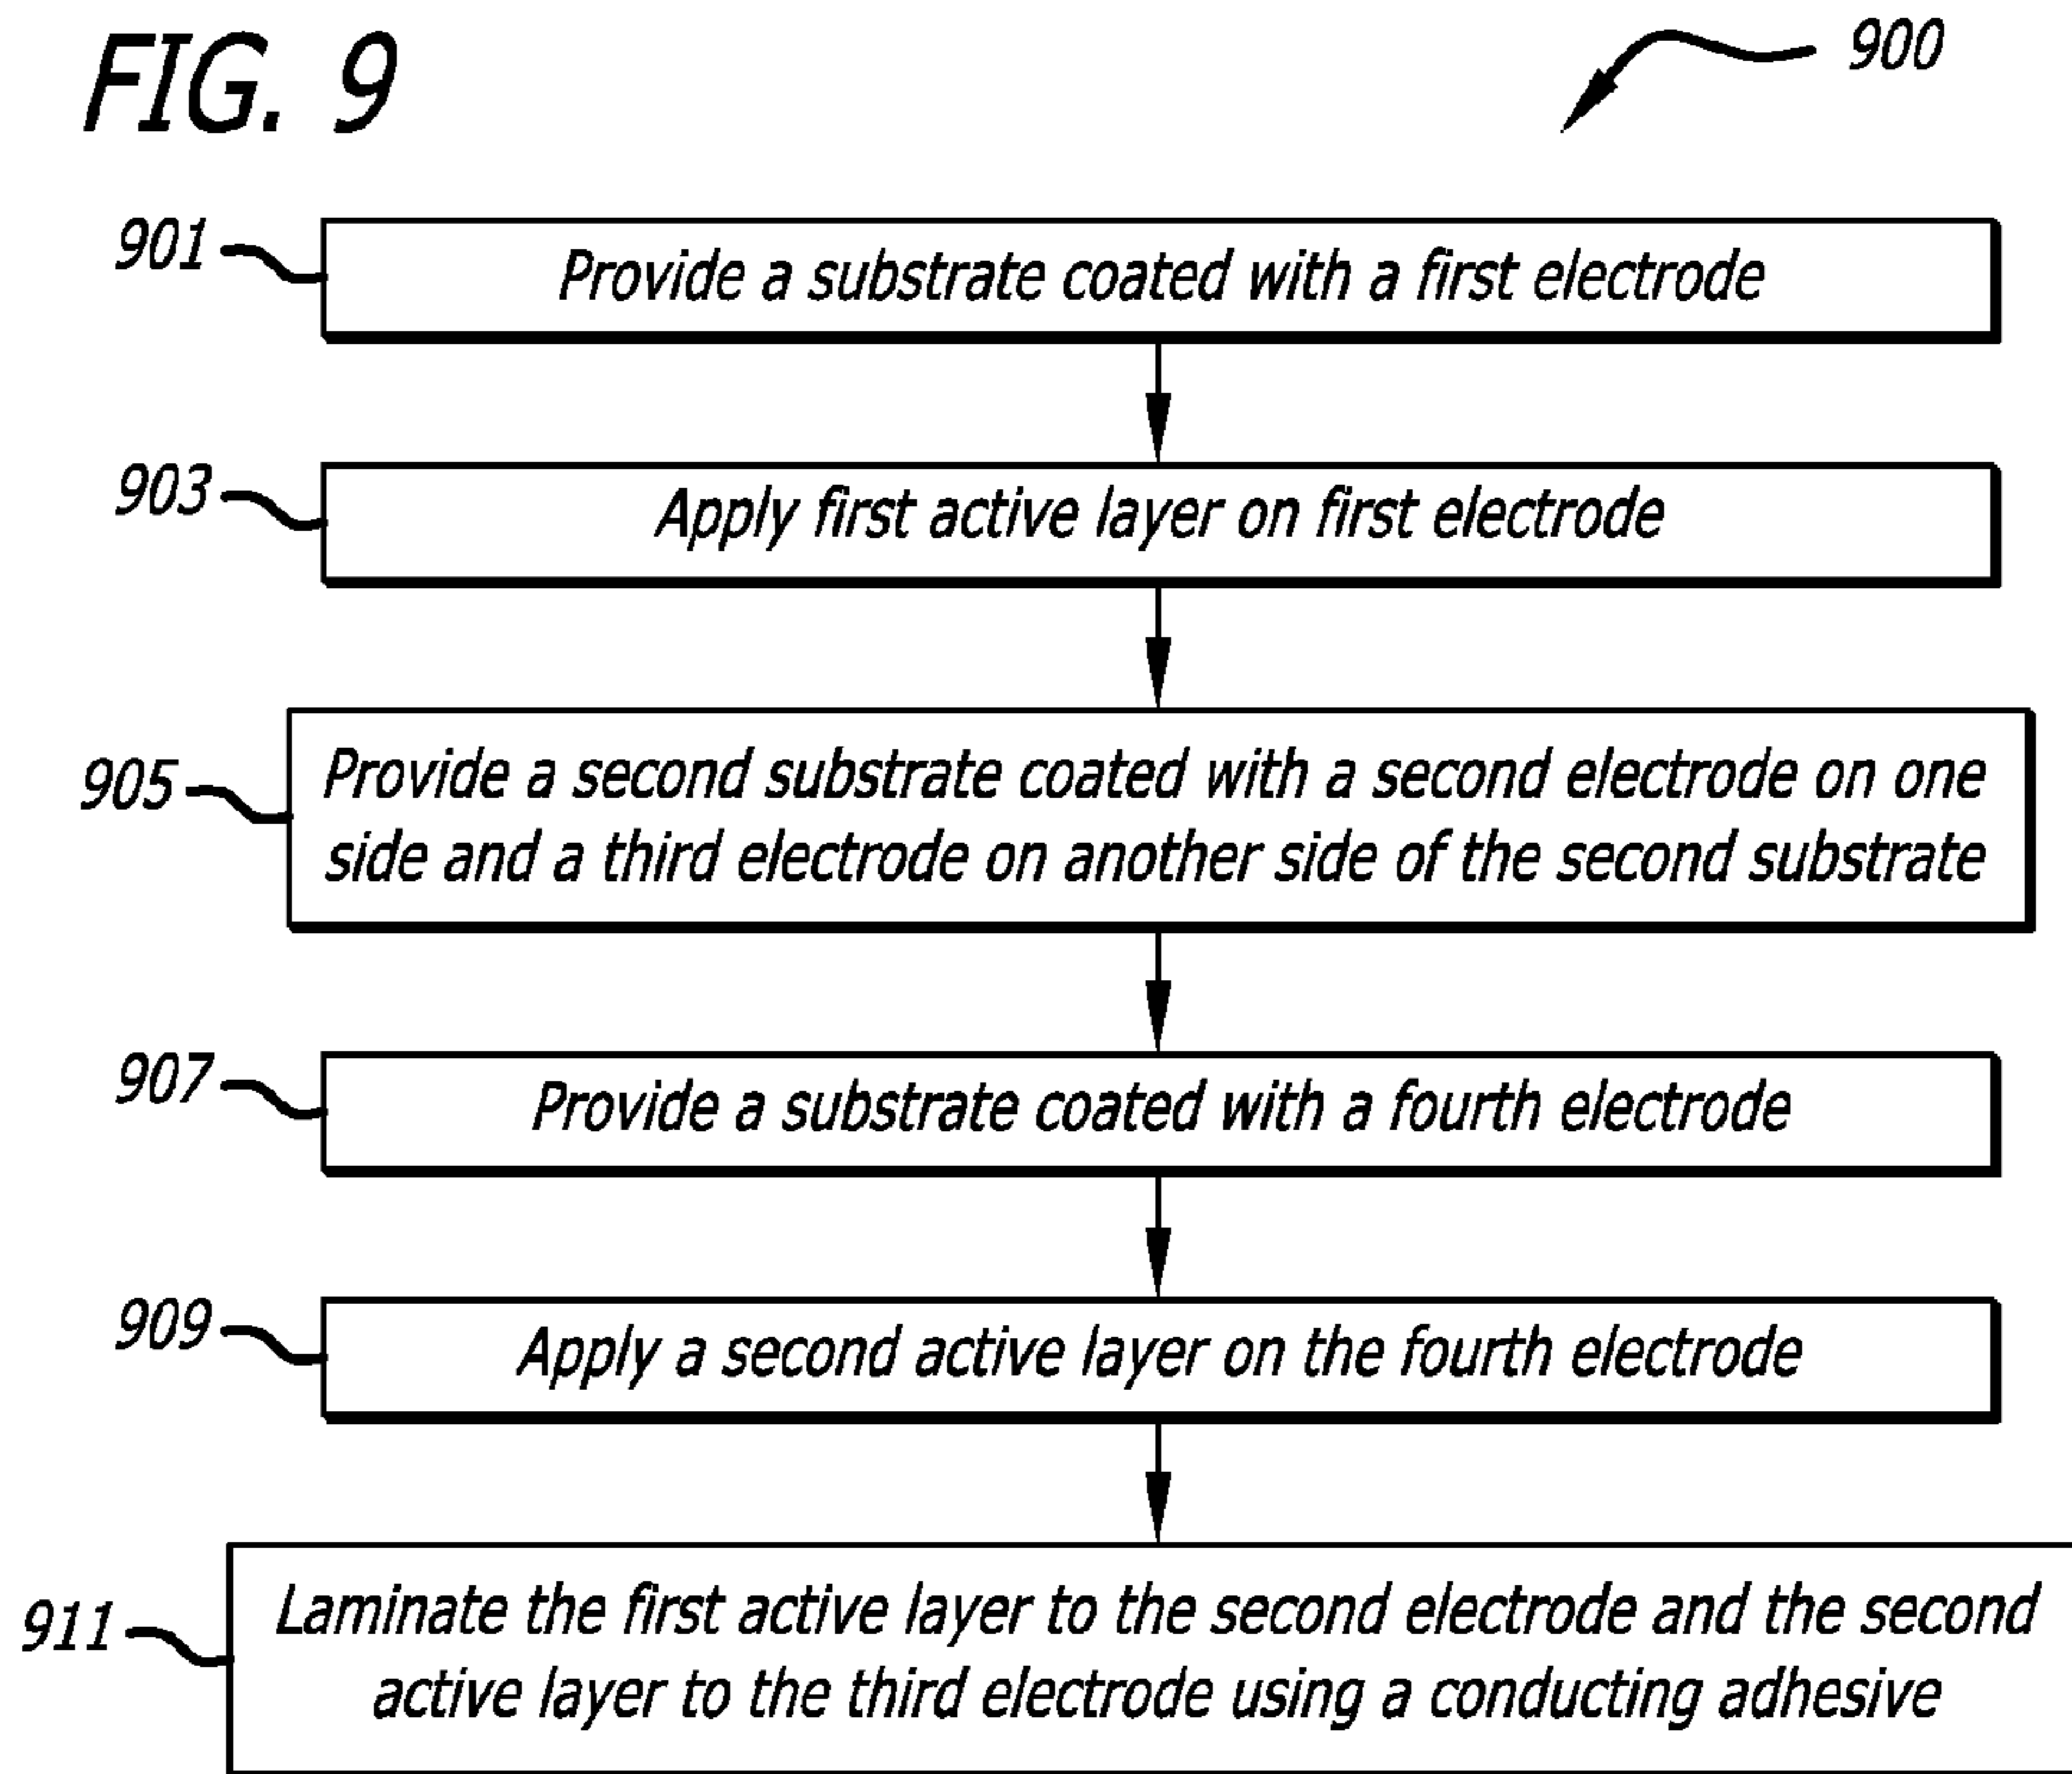 FIG. 9
900
901
Provide a substrate coated with a first electrode
903
Apply first active layer on first electrode
905
Provide a second substrate coated with a second electrode on one
side and a third electrode on another side of the second substrate
907
Provide a substrate coated with a fourth electrode
909
Apply a second active layer on the fourth electrode
911
Laminate the first active layer to the second electrode and the second
active layer to the third electrode using a conducting adhesive